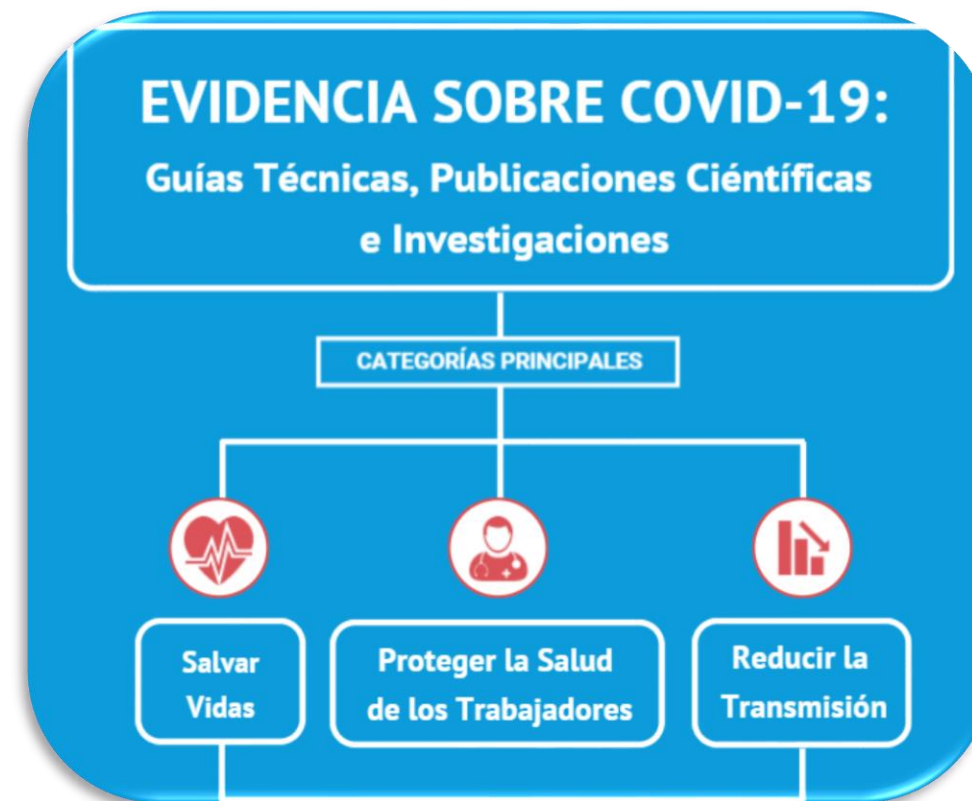 EVIDENCIA SOBRE COVID-19:
Guías Técnicas, Publicaciones Ciéntíficas
e Investigaciones
CATEGORÍAS PRINCIPALES
Salvar
Vidas
Proteger la Salud
de los Trabajadores
Reducir la
Transmisión